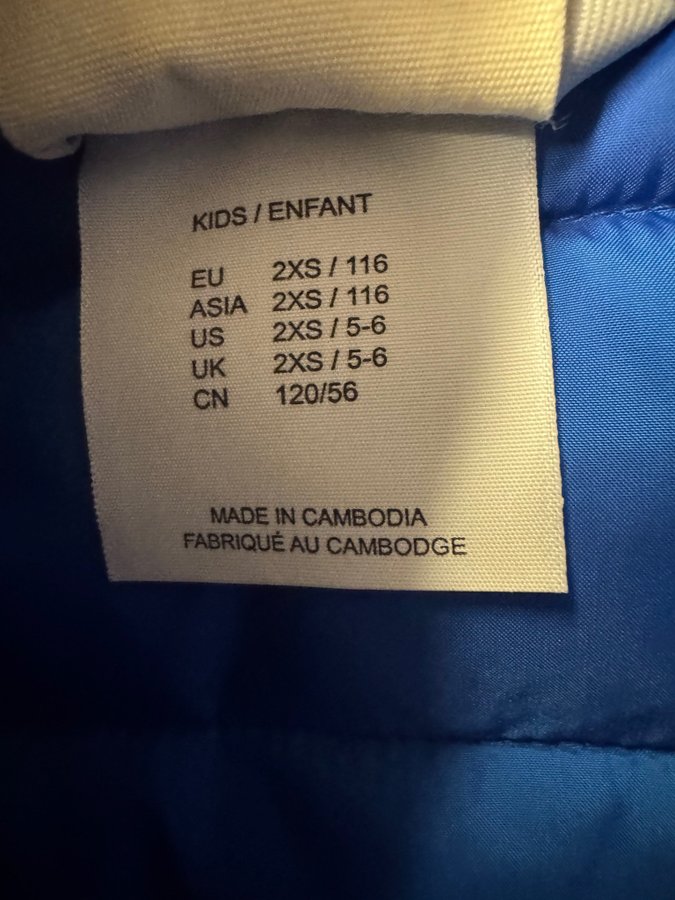 KIDS / ENFANT
EU 2XS / 116
ASIA 2XS / 116
US 2XS / 5-6
UK 2XS / 5-6
CN 120/56
MADE IN CAMBODIA
FABRIQUÉ AU CAMBODGE